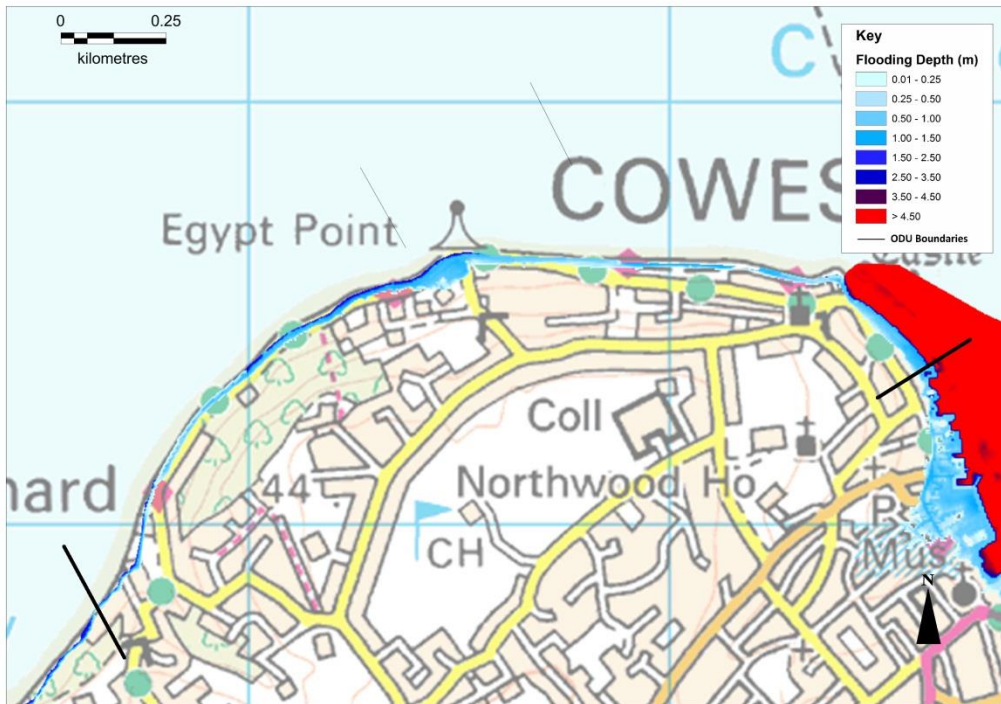 0 0.25
kilometres
C
Key
Flooding Depth (m)
0.01 - 0.25
0.25 - 0.50
0.50 - 1.00
1.00 - 1.50
1.50 - 2.50
2.50 - 3.50
3.50 - 4.50
> 4.50
ODU Boundaries
COWES
Egypt Point
Castle
Coll
nard
44
Northwood Ho
CH
P
Mus
N
y